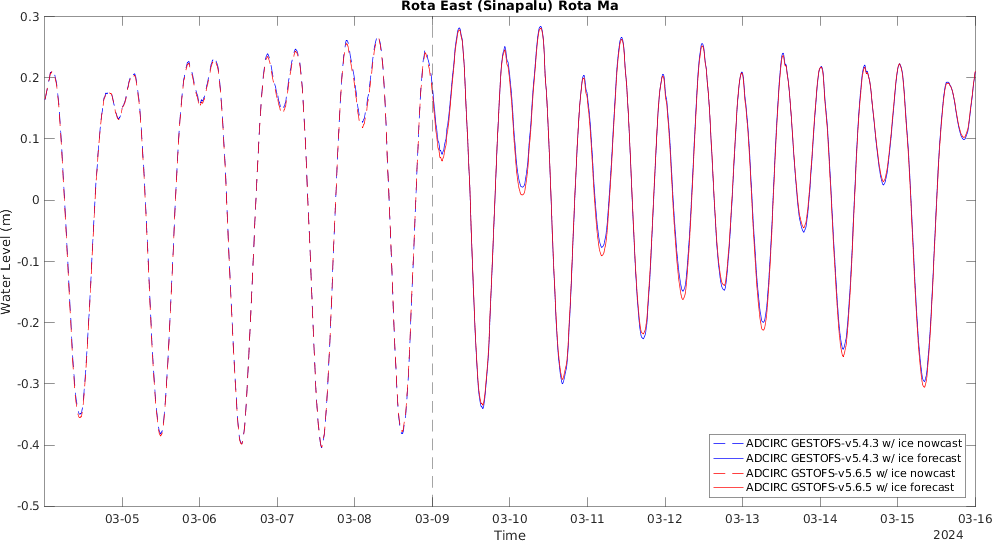 Rota East (Sinapalu) Rota Ma
Water Level (m)
0.3
0.2
0.1
0
-0.1
-0.2
-0.3
-0.4
-0.5
ADCIRC GESTOFS-v5.4.3 w/ ice nowcast
ADCIRC GESTOFS-v5.4.3 w/ ice forecast
ADCIRC GSTOFS-v5.6.5 w/ ice nowcast
ADCIRC GSTOFS-v5.6.5 w/ ice forecast
03-05 03-06 03-07 03-08 03-09 03-10 03-11 03-12 03-13 03-14 03-15 03-16
Time
2024